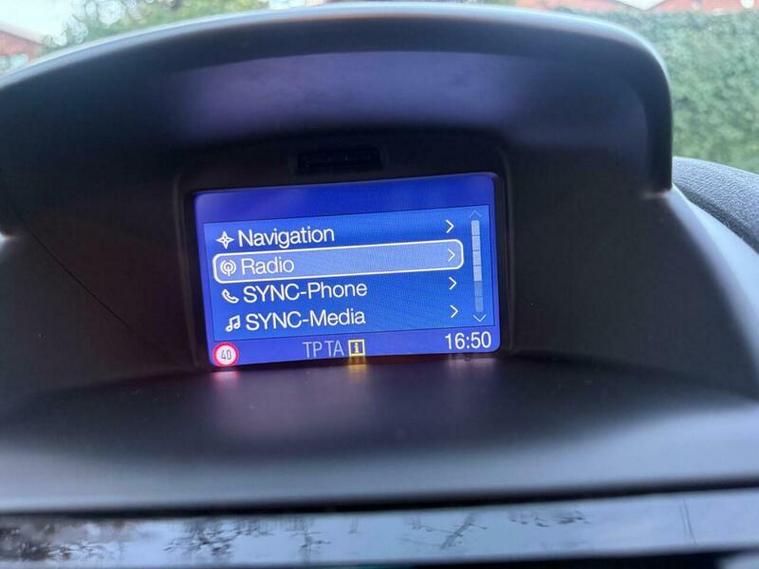 Navigation
Radio
SYNC-Phone
SYNC-Media
40 TP TA i 16:50